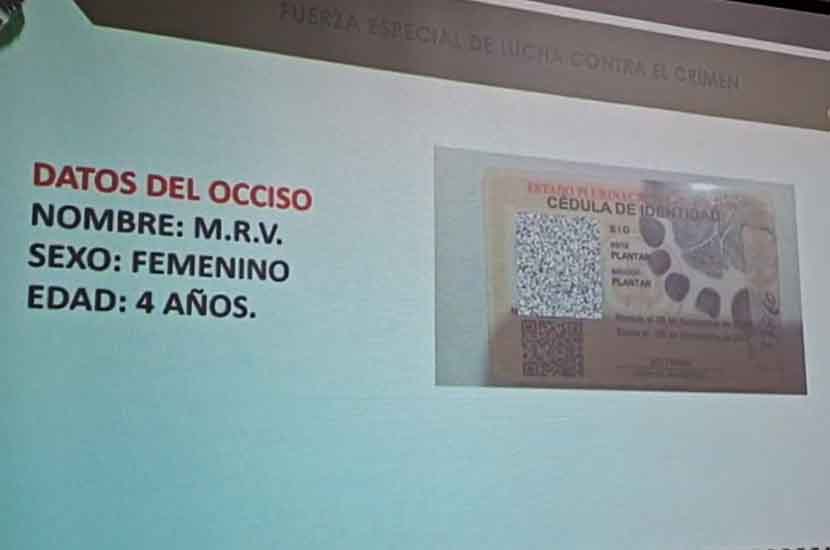 FUERZA ESPECIAL DE LUCHA CONTRA EL CRIMEN
DATOS DEL OCCISO
NOMBRE: M.R.V.
SEXO: FEMENINO
EDAD: 4 AÑOS.
ESTADO
CÉDULA DE IDENTIDAD
PLANTAR
PLANTAR